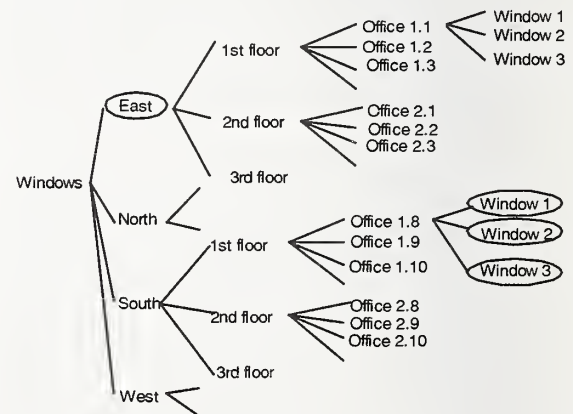 Windows
East
1st floor
Office 1.1
Window 1
Window 2
Window 3
Office 1.2
Office 1.3
2nd floor
Office 2.1
Office 2.2
Office 2.3
3rd floor
North
South
1st floor
Office 1.8
Window 1
Window 2
Window 3
Office 1.9
Office 1.10
2nd floor
Office 2.8
Office 2.9
Office 2.10
3rd floor
West